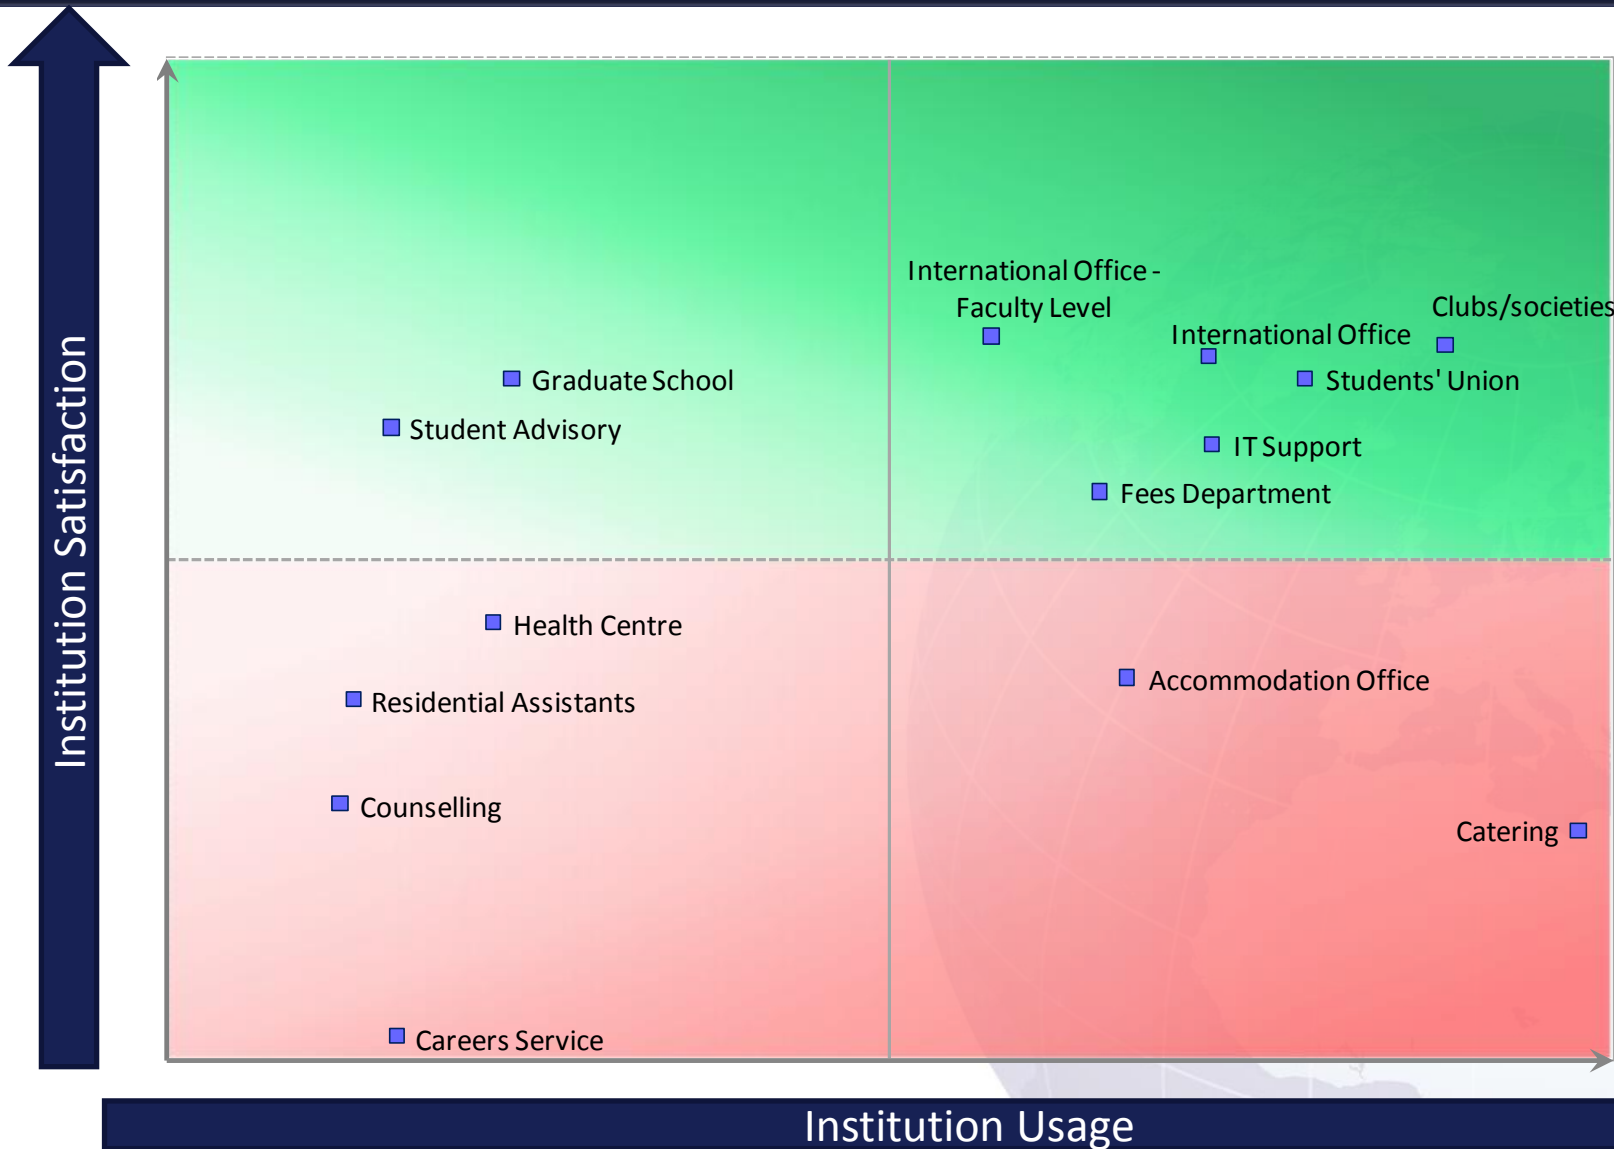 Institution Satisfaction
International Office -
Faculty Level
Clubs/societies
International Office
Graduate School
Students' Union
Student Advisory
IT Support
Fees Department
Health Centre
Accommodation Office
Residential Assistants
Counselling
Catering
Careers Service
Institution Usage